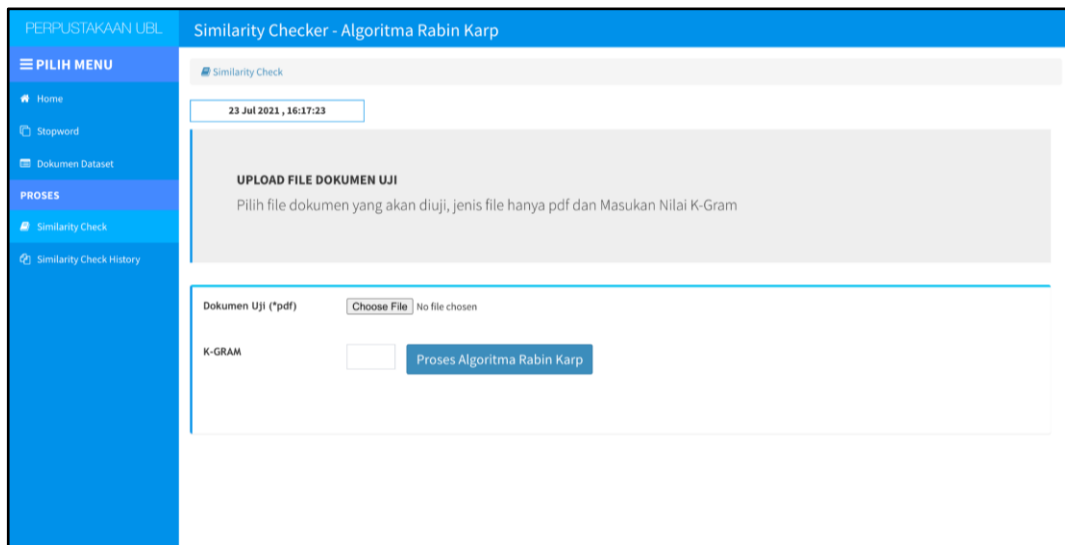 PERPUSTAKAAN UBL
Similarity Checker - Algoritma Rabin Karp
PILIH MENU
Home
Stopword
Dokumen Dataset
PROSES
Similarity Check
Similarity Check History
Similarity Check
23 Jul 2021 , 16:17:23
UPLOAD FILE DOKUMEN UJI
Pilih file dokumen yang akan diuji, jenis file hanya pdf dan Masukan Nilai K-Gram
Dokumen Uji (*pdf) Choose File No file chosen
K-GRAM Proses Algoritma Rabin Karp